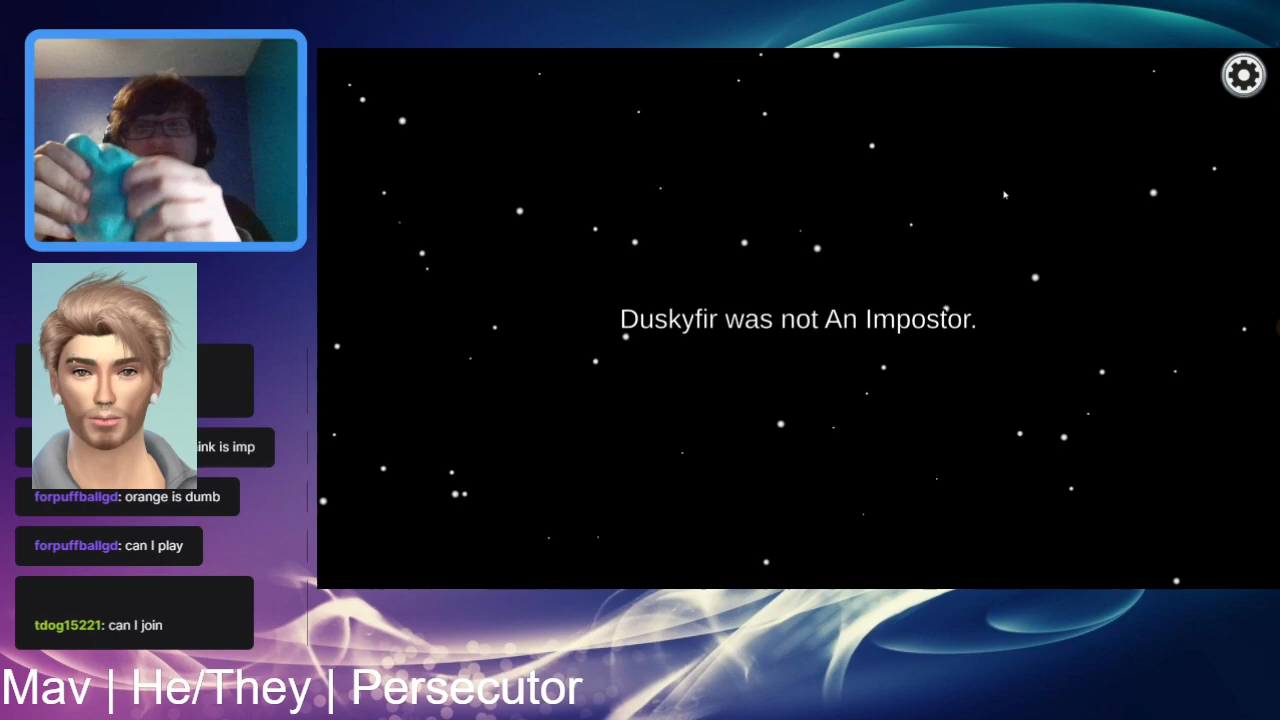 Duskyfir was not An Impostor.
ink is imp
forpuffballgd: orange is dumb
forpuffballgd: can I play
tdog15221: can I join
Mav | He/They | Persecutor